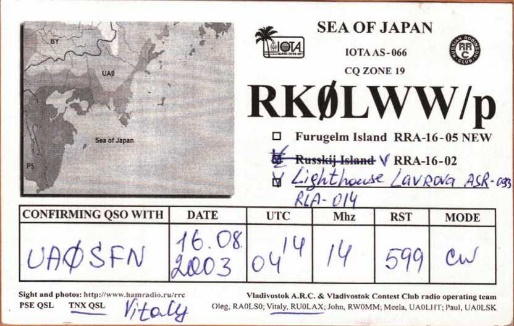 SEA OF JAPAN
IOTA
IOTA AS-066
CQ ZONE 19
RRC
BY
UAØ
Sea of Japan
P5
RKØLWW/p
Furugelm Island RRA-16-05 NEW
Russkij Island V RRA-16-02
V Lighthouse Lavrova ASR-033
RLA-014
CONFIRMING QSO WITH DATE UTC Mhz RST MODE
UAØSFN 16.08 2003 04 14 14 599 CW
Sight and photos: http://www.hamradio.ru/rrc
PSE QSL TNX QSL Vitaly
Vladivostok A.R.C. & Vladivostok Contest Club radio operating team
Oleg, RA0LS0; Vitaly, RU0LAX; John, RW0MM; Meela, UA0LHT; Paul, UA0LSK